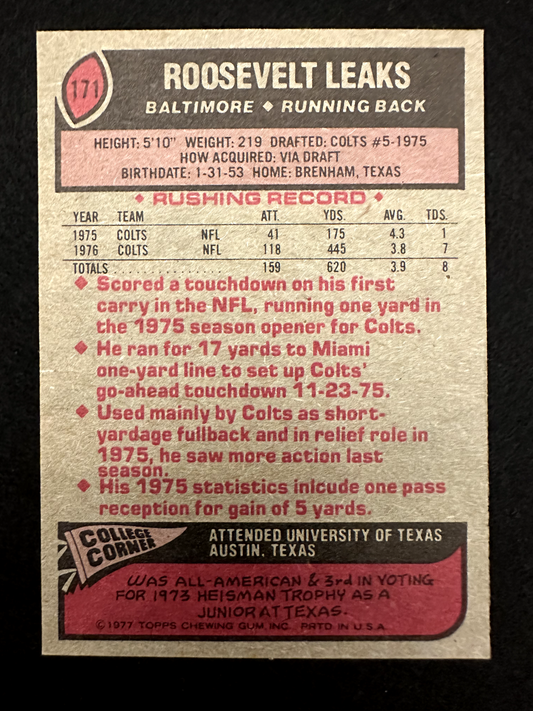 171
ROOSEVELT LEAKS
BALTIMORE ◆ RUNNING BACK
HEIGHT: 5'10" WEIGHT: 219 DRAFTED: COLTS #5-1975
HOW ACQUIRED: VIA DRAFT
BIRTHDATE: 1-31-53 HOME: BRENHAM, TEXAS
◆ RUSHING RECORD ◆
YEAR TEAM ATT. YDS. AVG. TDS.
1975 COLTS NFL 41 175 4.3 1
1976 COLTS NFL 118 445 3.8 7
TOTALS . . . . . . . . . . . . . . . 159 620 3.9 8
◆ Scored a touchdown on his first
carry in the NFL, running one yard in
the 1975 season opener for Colts.
◆ He ran for 17 yards to Miami
one-yard line to set up Colts'
go-ahead touchdown 11-23-75.
◆ Used mainly by Colts as short-
yardage fullback and in relief role in
1975, he saw more action last
season.
◆ His 1975 statistics inlcude one pass
reception for gain of 5 yards.
COLLEGE
CORNER
ATTENDED UNIVERSITY OF TEXAS
AUSTIN, TEXAS
WAS ALL-AMERICAN & 3rd IN VOTING
FOR 1973 HEISMAN TROPHY AS A
JUNIOR AT TEXAS.
© 1977 TOPPS CHEWING GUM, INC. PRTD. IN U.S.A.